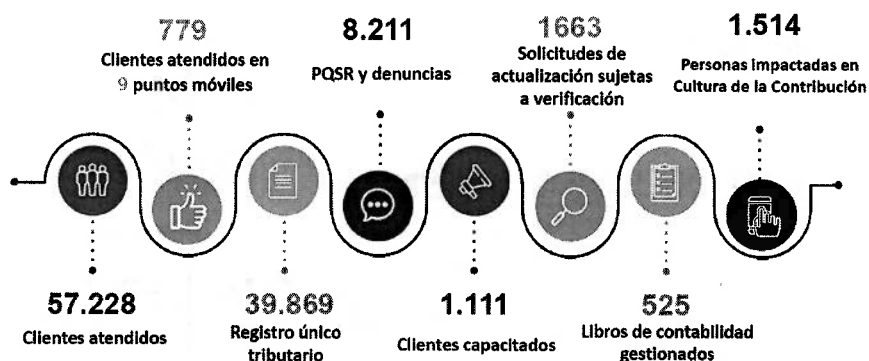 779
Clientes atendidos en
9 puntos móviles
8.211
PQSR y denuncias
1663
Solicitudes de
actualización sujetas
a verificación
1.514
Personas impactadas en
Cultura de la Contribución
57.228
Clientes atendidos
39.869
Registro único
tributario
1.111
Clientes capacitados
525
Libros de contabilidad
gestionados